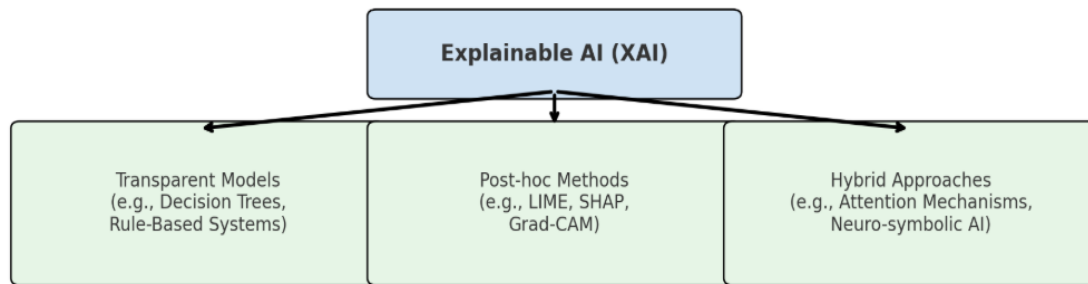 Explainable AI (XAI)
Transparent Models
(e.g., Decision Trees,
Rule-Based Systems)
Post-hoc Methods
(e.g., LIME, SHAP,
Grad-CAM)
Hybrid Approaches
(e.g., Attention Mechanisms,
Neuro-symbolic AI)